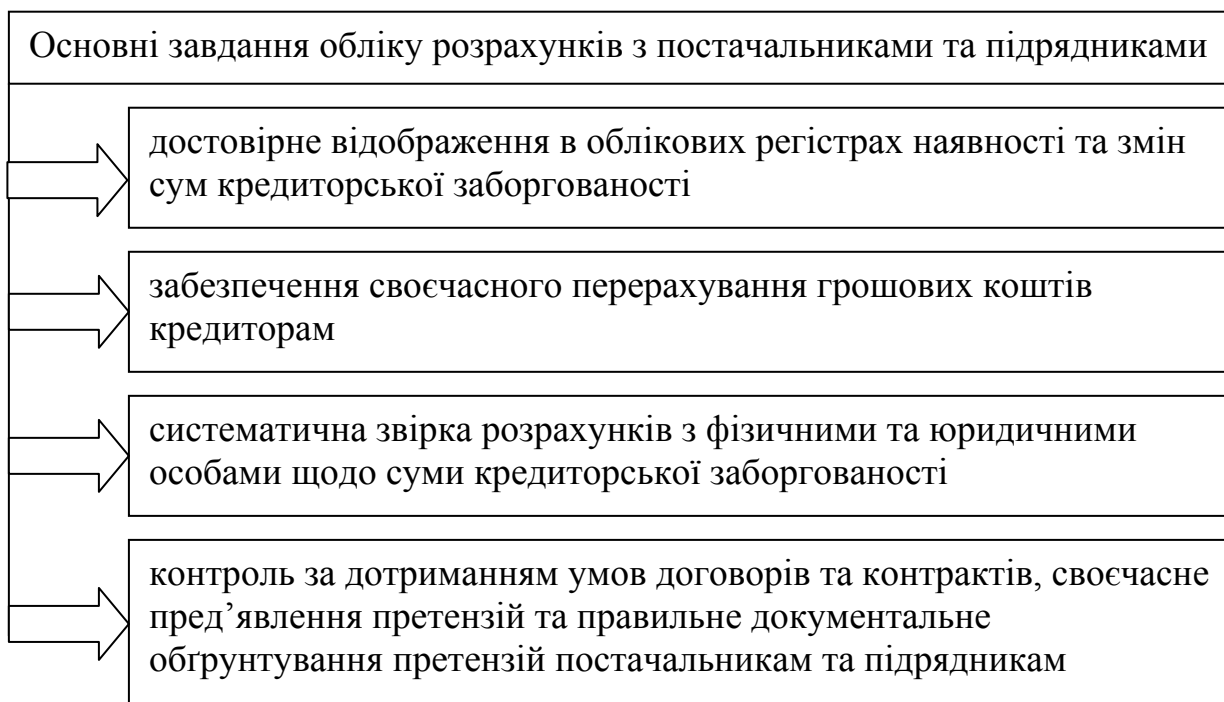 Основні завдання обліку розрахунків з постачальниками та підрядниками
достовірне відображення в облікових регістрах наявності та змін
сум кредиторської заборгованості
забезпечення своєчасного перерахування грошових коштів
кредиторам
систематична звірка розрахунків з фізичними та юридичними
особами щодо суми кредиторської заборгованості
контроль за дотриманням умов договорів та контрактів, своєчасне
пред’явлення претензій та правильне документальне
обґрунтування претензій постачальникам та підрядникам